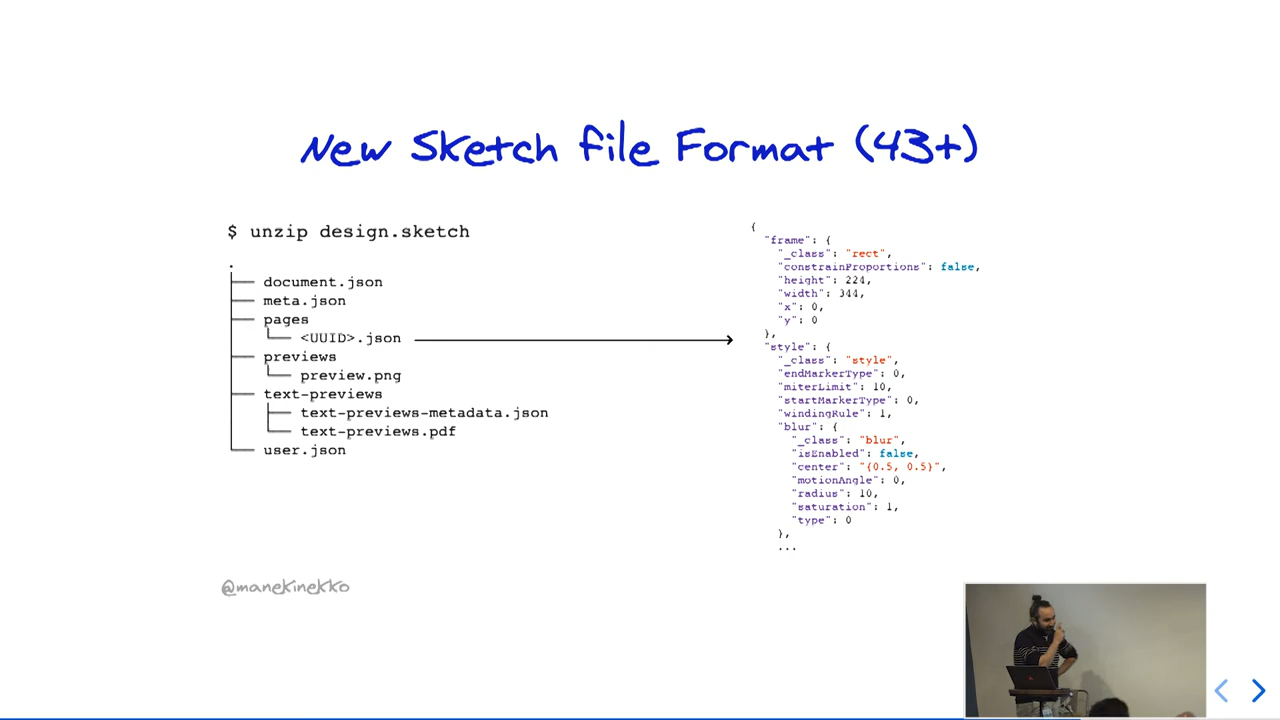 New Sketch file Format (43+)
$ unzip design.sketch
.
├── document.json
├── meta.json
├── pages
└── <UUID>.json
├── previews
└── preview.png
├── text-previews
├── text-previews-metadata.json
└── text-previews.pdf
└── user.json
{
"frame": {
"_class": "rect",
"constrainProportions": false,
"height": 224,
"width": 344,
"x": 0,
"y": 0
},
"style": {
"_class": "style",
"endMarkerType": 0,
"miterLimit": 10,
"startMarkerType": 0,
"windingRule": 1,
"blur": {
"_class": "blur",
"isEnabled": false,
"center": "{0.5, 0.5}",
"motionAngle": 0,
"radius": 10,
"saturation": 1,
"type": 0
},
...
@manekinekko